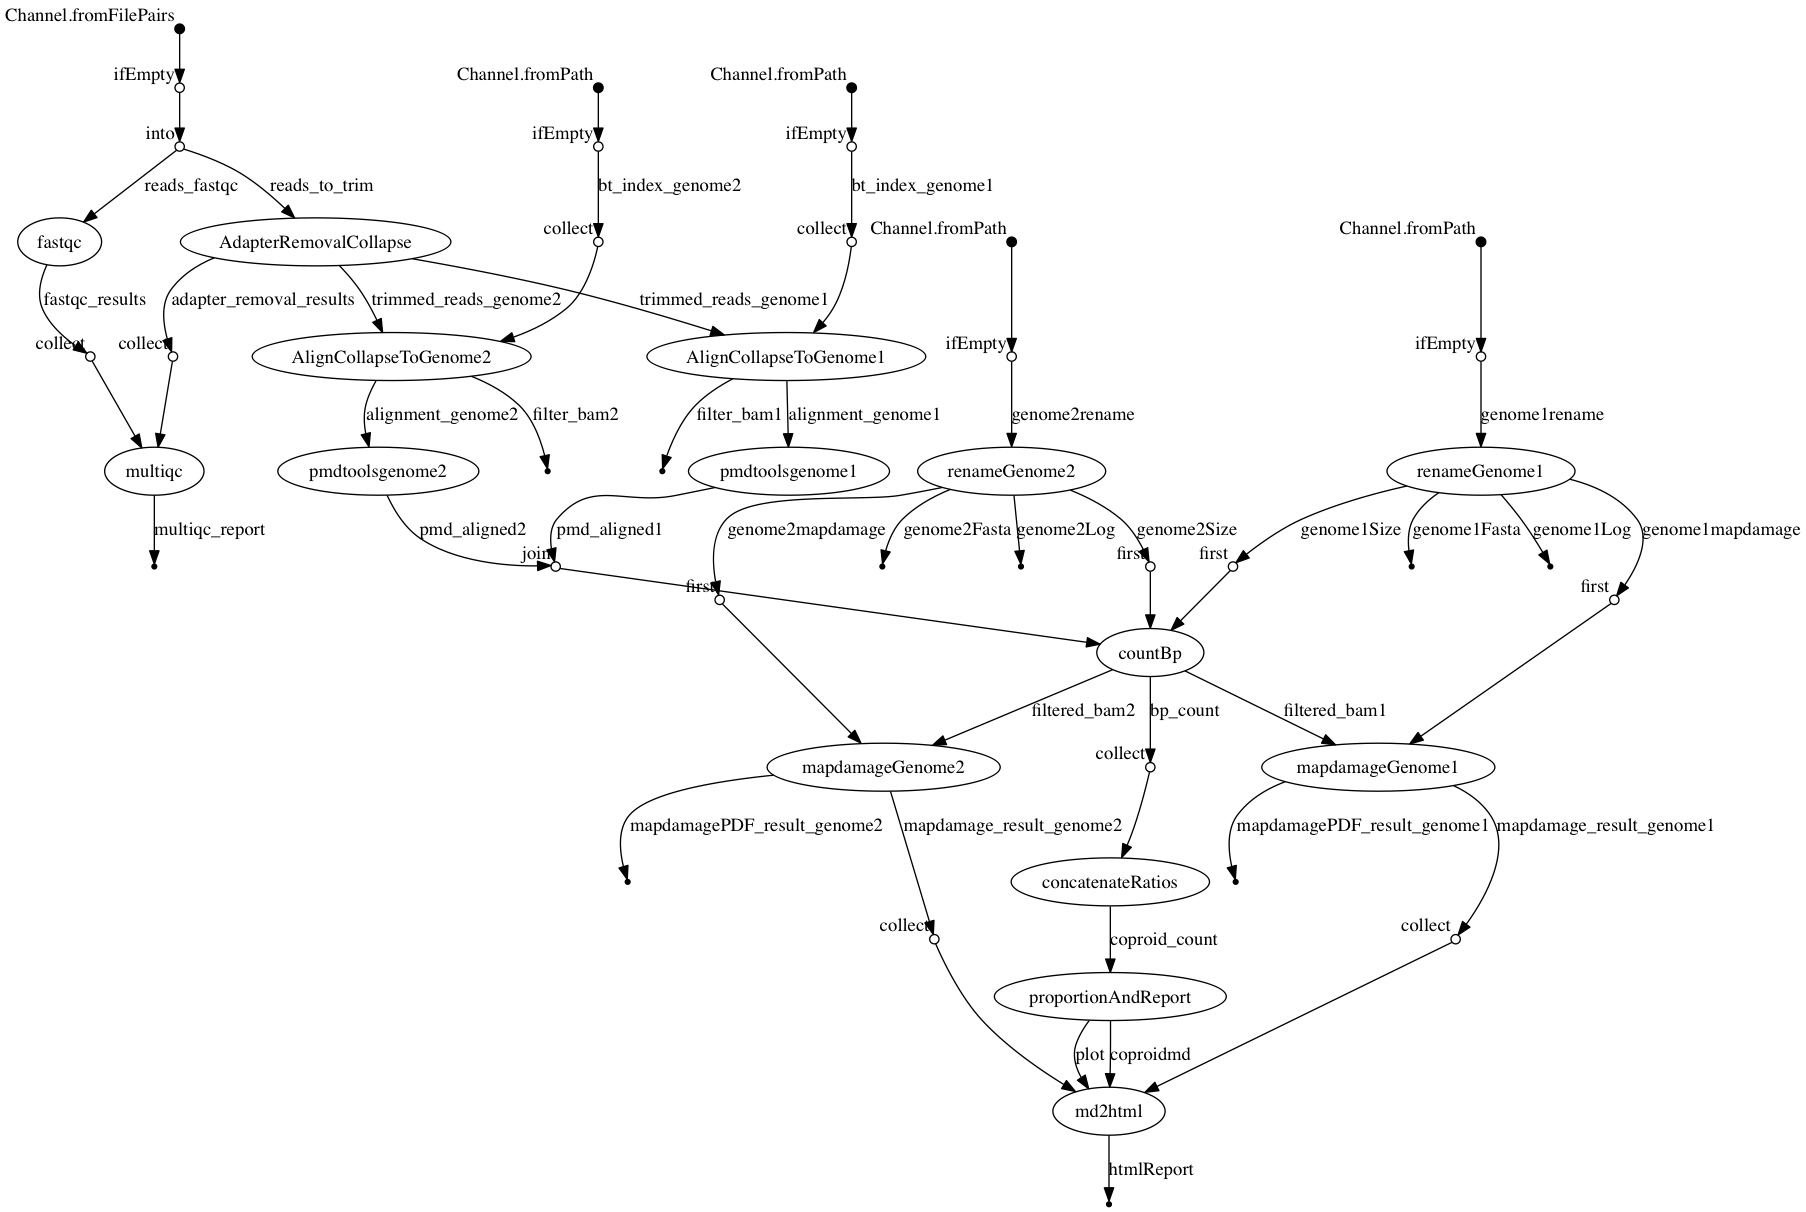 Channel.fromFilePairs
ifEmpty
Channel.fromPath
Channel.fromPath
into
ifEmpty
ifEmpty
reads_fastqc
reads_to_trim
bt_index_genome2
bt_index_genome1
collect
collect
Channel.fromPath
Channel.fromPath
fastqc
AdapterRemovalCollapse
fastqc_results
adapter_removal_results
trimmed_reads_genome2
trimmed_reads_genome1
collect
collect
ifEmpty
ifEmpty
AlignCollapseToGenome2
AlignCollapseToGenome1
alignment_genome2
filter_bam2
filter_bam1
alignment_genome1
genome2rename
genome1rename
multiqc
pmdtoolsgenome2
pmdtoolsgenome1
renameGenome2
renameGenome1
multiqc_report
pmd_aligned2
pmd_aligned1
genome2mapdamage
genome2Fasta
genome2Log
genome2Size
genome1Size
genome1Fasta
genome1Log
genome1mapdamage
join
first
first
first
first
countBp
filtered_bam2
bp_count
filtered_bam1
collect
mapdamageGenome2
mapdamageGenome1
mapdamagePDF_result_genome2
mapdamage_result_genome2
mapdamagePDF_result_genome1
mapdamage_result_genome1
concatenateRatios
collect
collect
coproid_count
proportionAndReport
plot
coproidmd
md2html
htmlReport